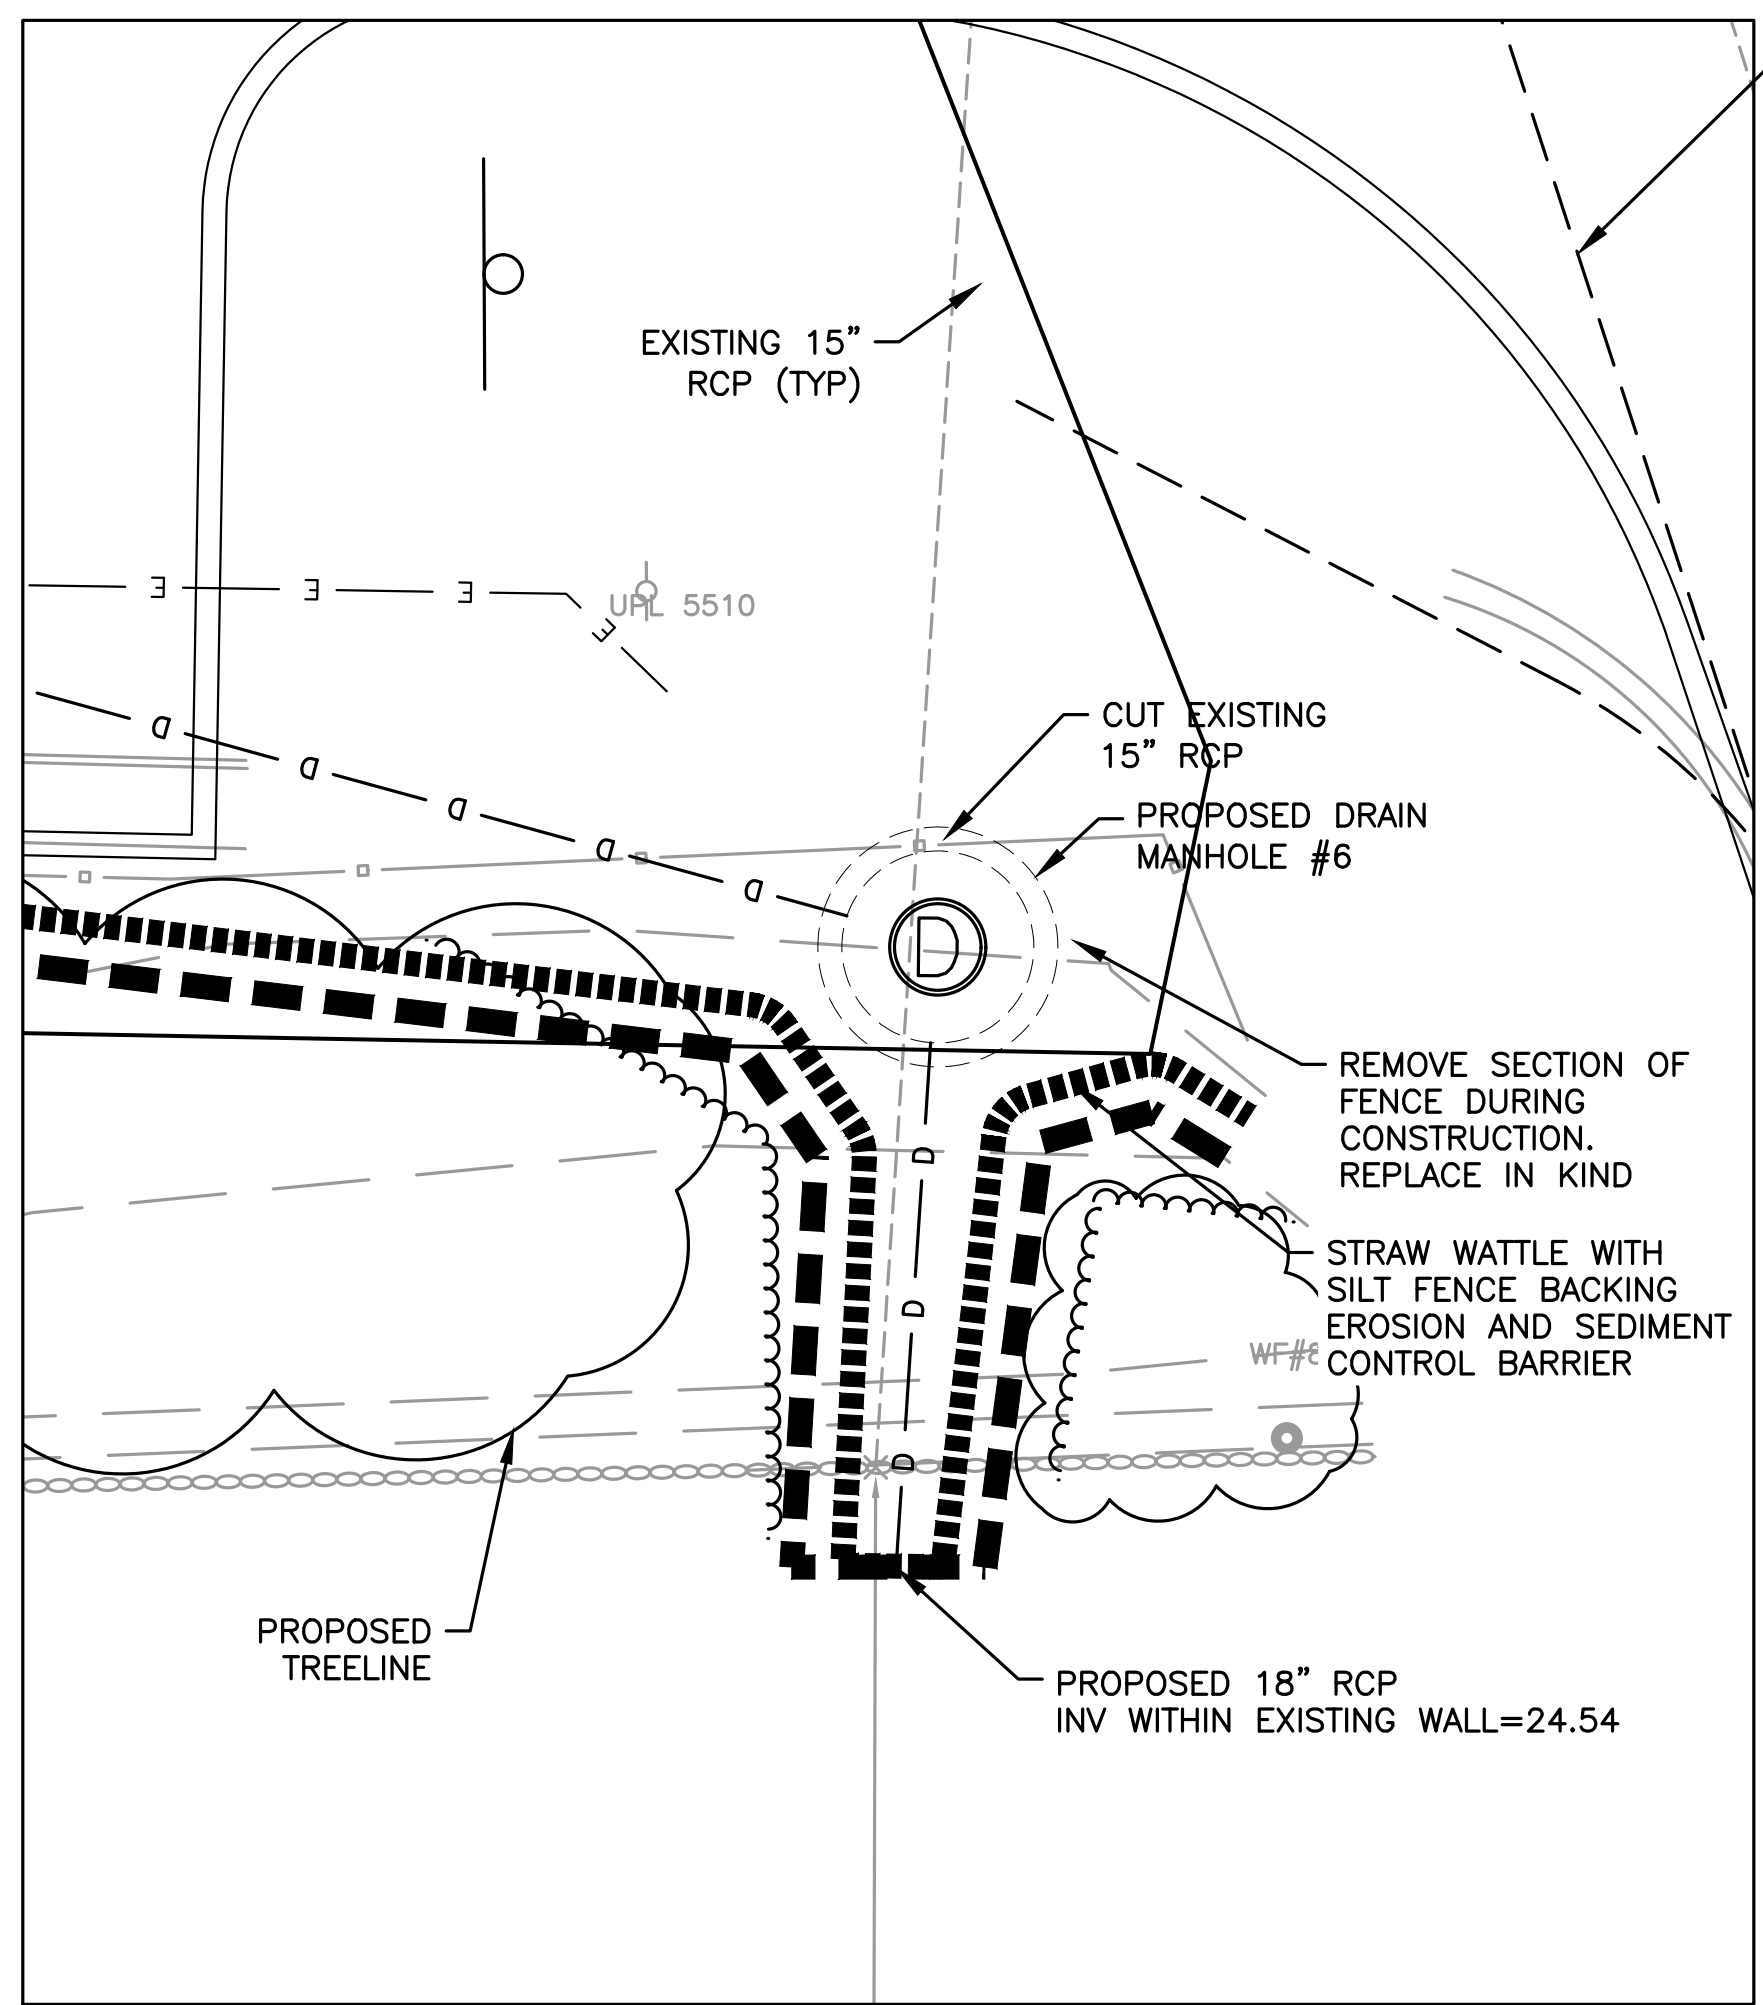 EXISTING 15”
RCP (TYP)
E E E
E
UPL 5510
CUT EXISTING
15” RCP
D
D
D
D
D
PROPOSED DRAIN
MANHOLE #6
D
REMOVE SECTION OF
FENCE DURING
CONSTRUCTION.
REPLACE IN KIND
D
STRAW WATTLE WITH
SILT FENCE BACKING
EROSION AND SEDIMENT
CONTROL BARRIER
D
WF#
D
PROPOSED
TREELINE
PROPOSED 18” RCP
INV WITHIN EXISTING WALL=24.54